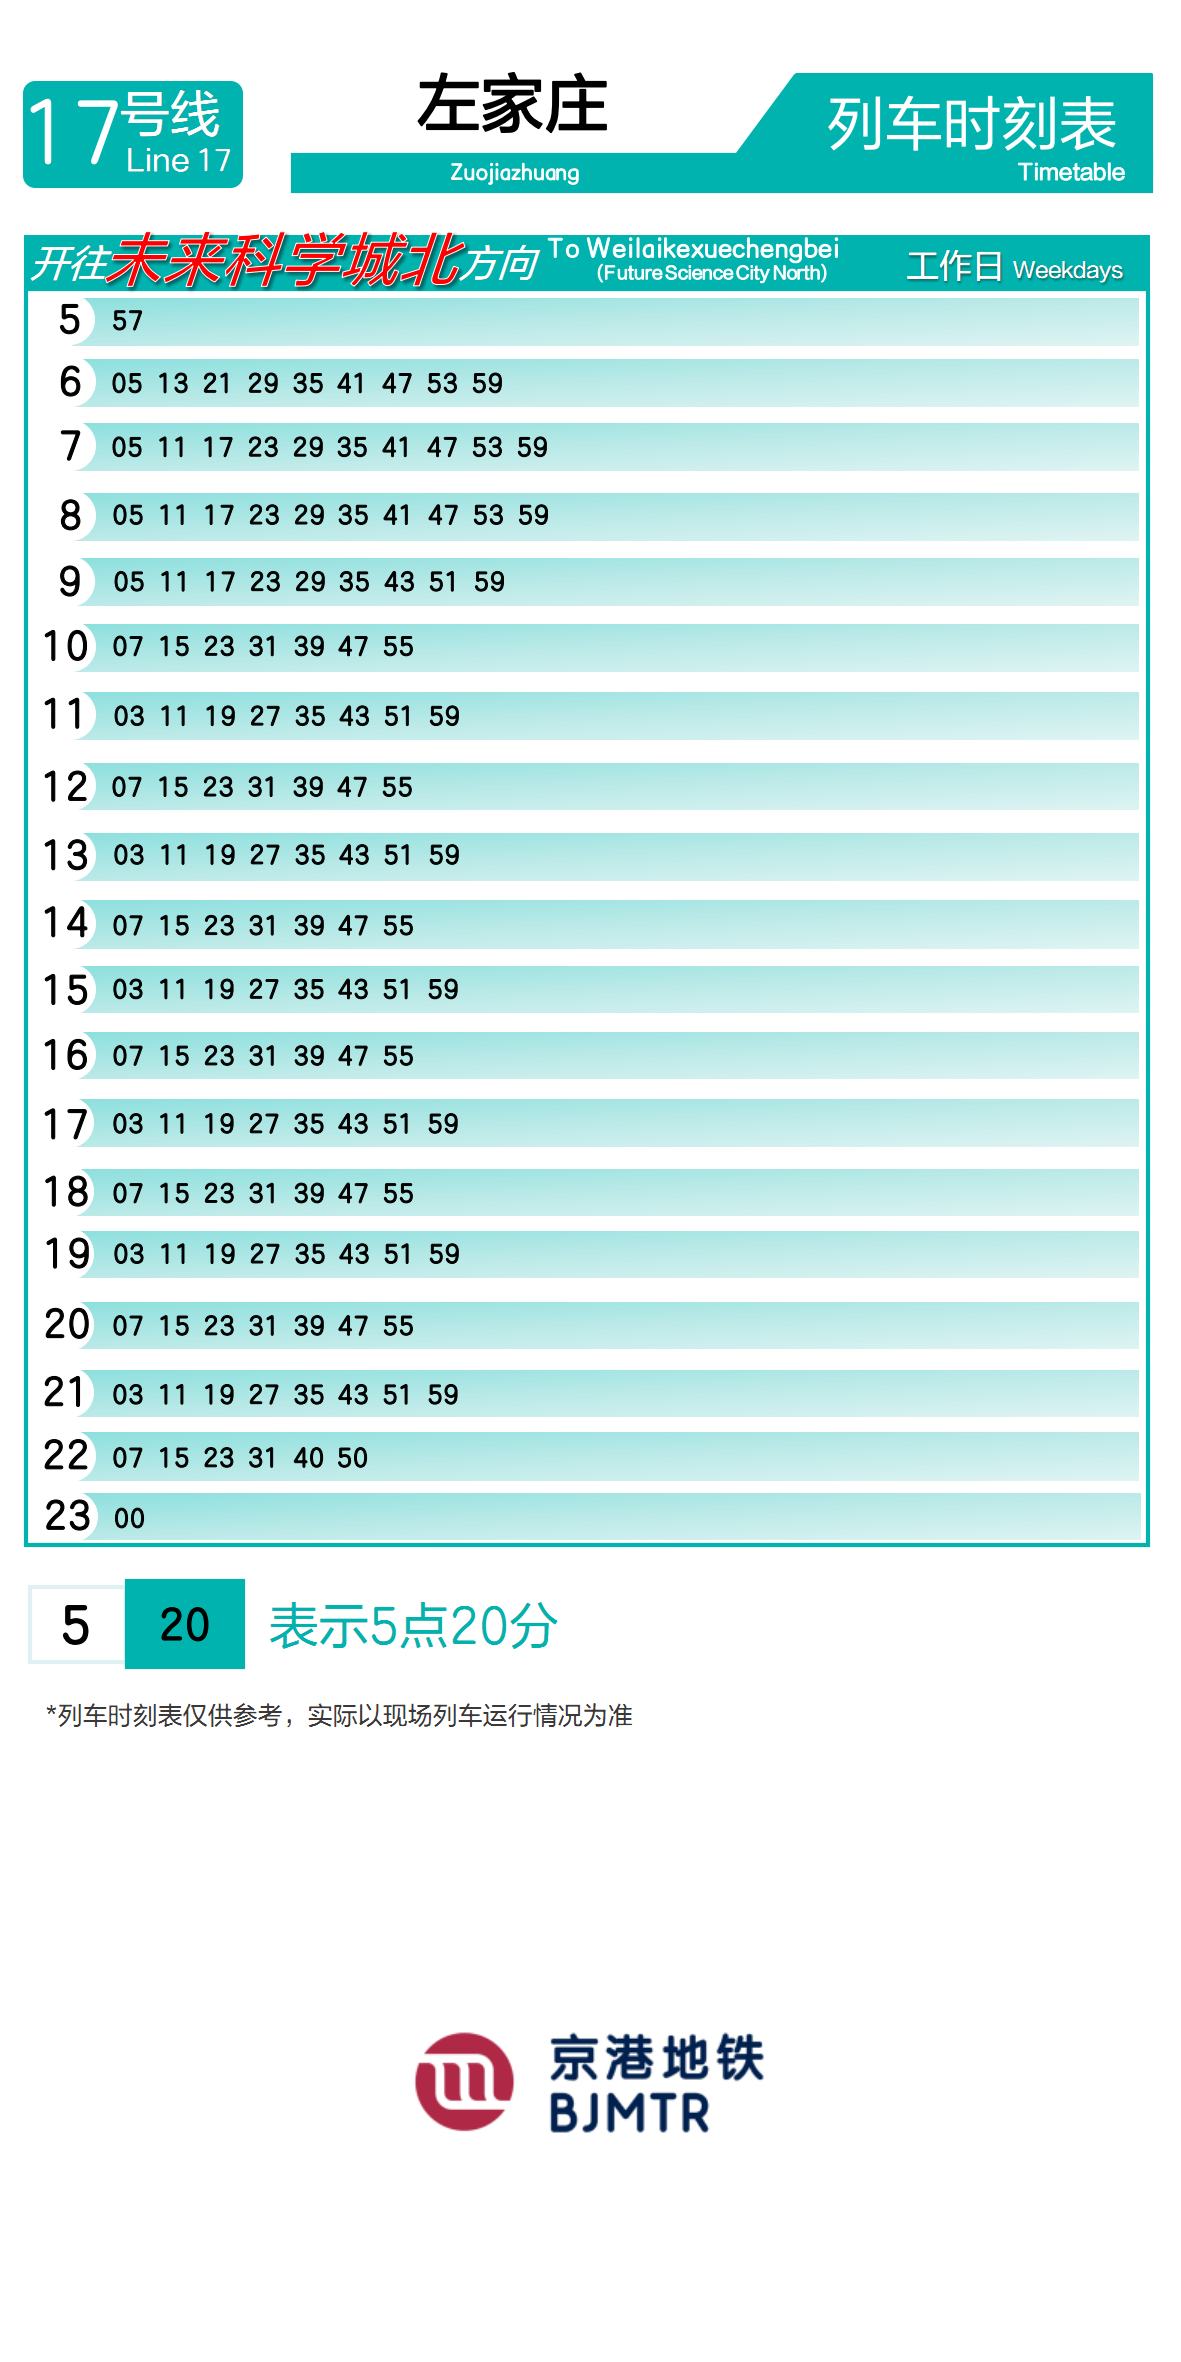 17号线
Line 17
左家庄
Zuojiazhuang
列车时刻表
Timetable
开往未来科学城北方向 To Weilaikexuechengbei
(Future Science City North)
工作日 Weekdays
5 57
6 05 13 21 29 35 41 47 53 59
7 05 11 17 23 29 35 41 47 53 59
8 05 11 17 23 29 35 41 47 53 59
9 05 11 17 23 29 35 43 51 59
10 07 15 23 31 39 47 55
11 03 11 19 27 35 43 51 59
12 07 15 23 31 39 47 55
13 03 11 19 27 35 43 51 59
14 07 15 23 31 39 47 55
15 03 11 19 27 35 43 51 59
16 07 15 23 31 39 47 55
17 03 11 19 27 35 43 51 59
18 07 15 23 31 39 47 55
19 03 11 19 27 35 43 51 59
20 07 15 23 31 39 47 55
21 03 11 19 27 35 43 51 59
22 07 15 23 31 40 50
23 00
5 20 表示5点20分
*列车时刻表仅供参考，实际以现场列车运行情况为准
京港地铁
BJMTR